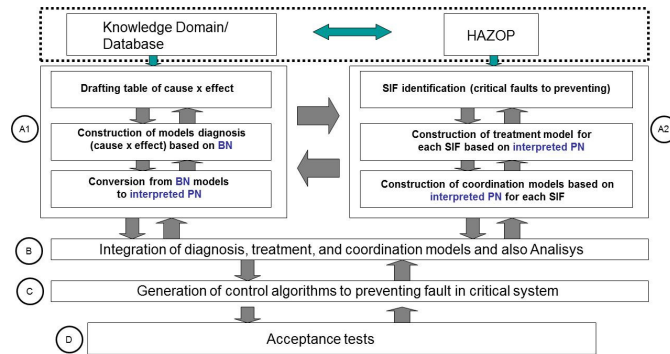 Knowledge Domain/
Database
HAZOP
A1
Drafting table of cause x effect
Construction of models diagnosis
(cause x effect) based on BN
Conversion from BN models
to interpreted PN
A2
SIF identification (critical faults to preventing)
Construction of treatment model for
each SIF based on interpreted PN
Construction of coordination models based on
interpreted PN for each SIF
B
Integration of diagnosis, treatment, and coordination models and also Analisys
C
Generation of control algorithms to preventing fault in critical system
D
Acceptance tests